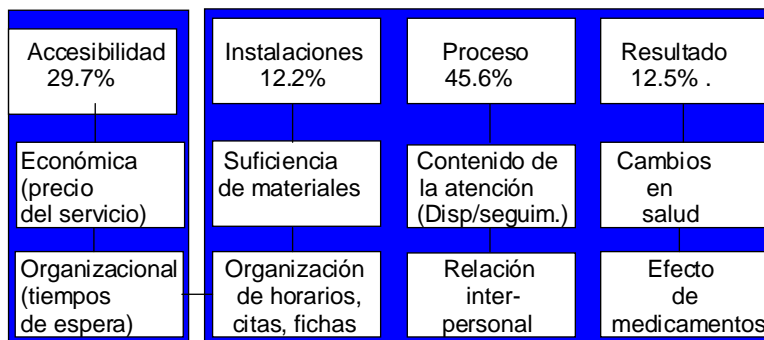 Accesibilidad
29.7%
Económica
(precio
del servicio)
Organizacional
(tiempos
de espera)
Instalaciones
12.2%
Suficiencia
de materiales
Organización
de horarios,
citas, fichas
Proceso
45.6%
Contenido de
la atención
(Disp/seguim.)
Relación
inter-
personal
Resultado
12.5% .
Cambios
en
salud
Efecto
de
medicamentos